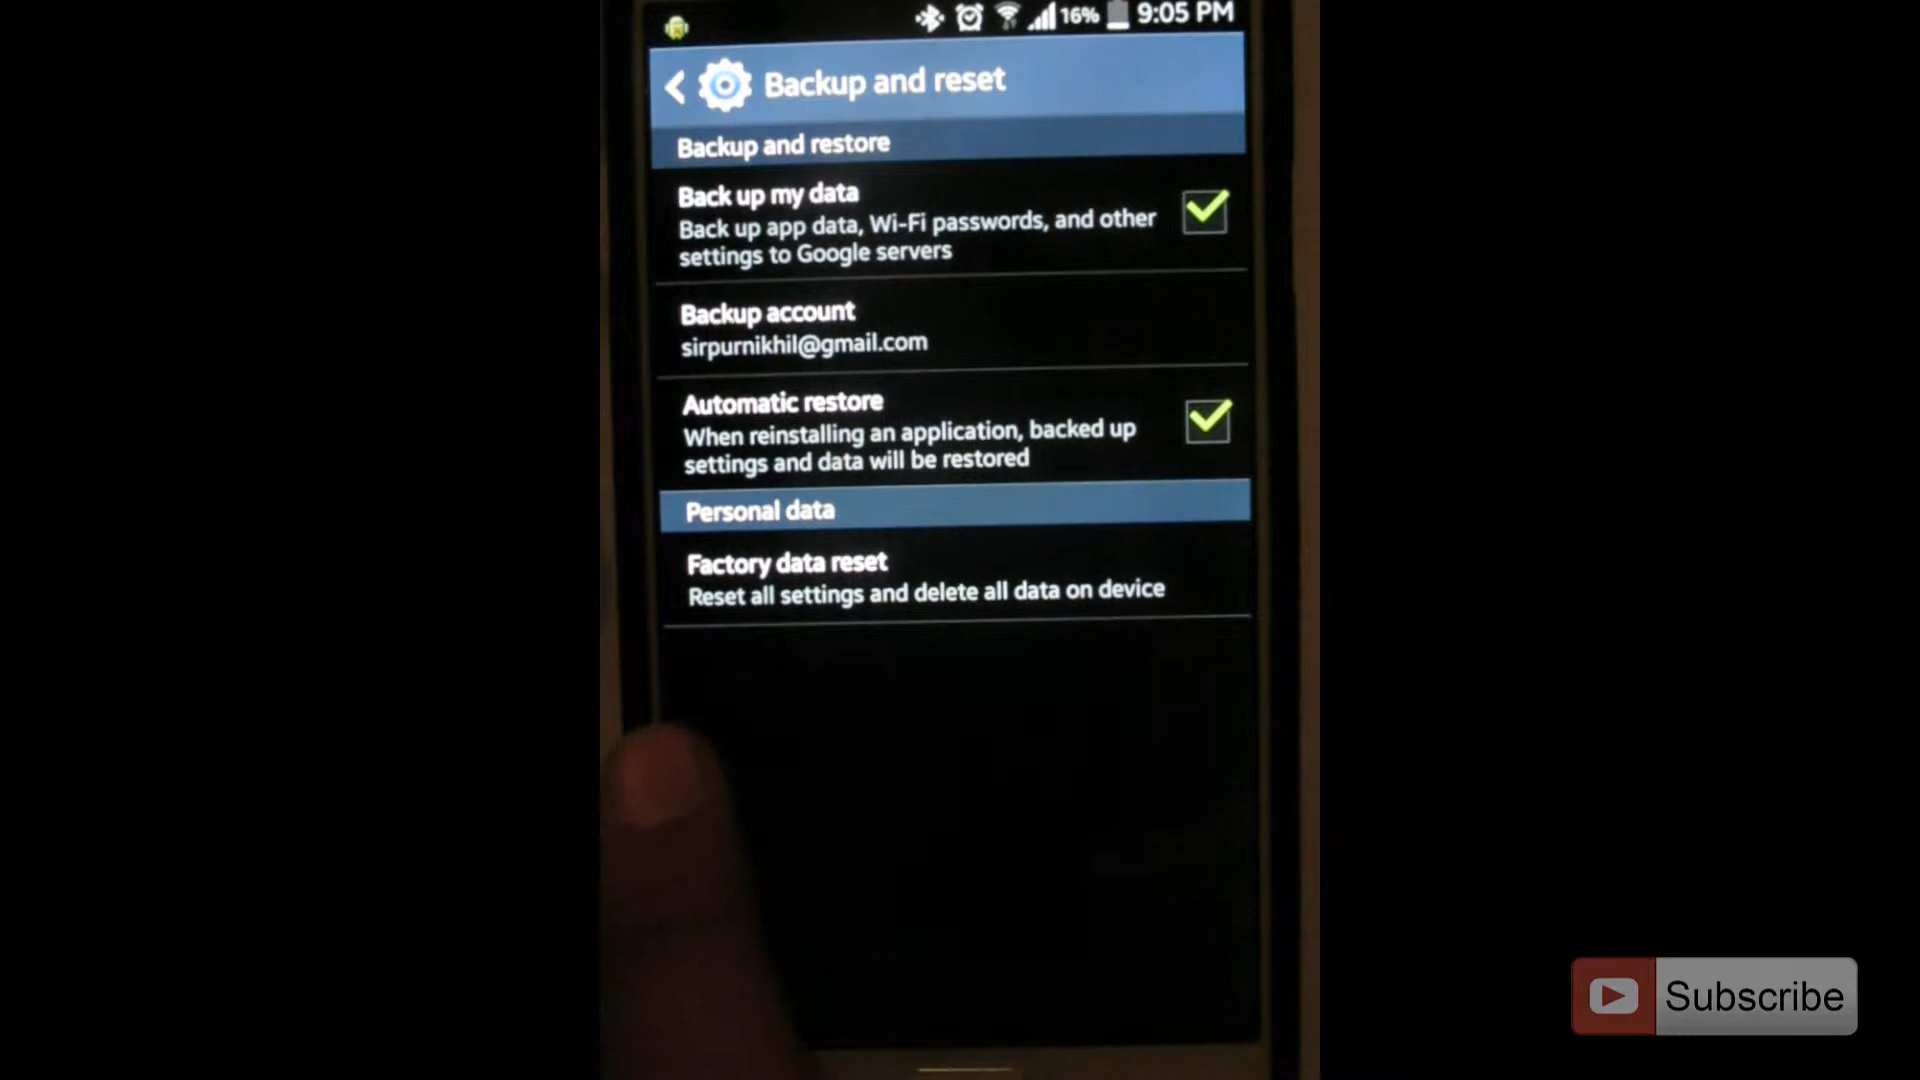 16% 9:05 PM
Backup and reset
Backup and restore
Back up my data
Back up app data, Wi-Fi passwords, and other
settings to Google servers
Backup account
sirpurnikhil@gmail.com
Automatic restore
When reinstalling an application, backed up
settings and data will be restored
Personal data
Factory data reset
Reset all settings and delete all data on device
Subscribe